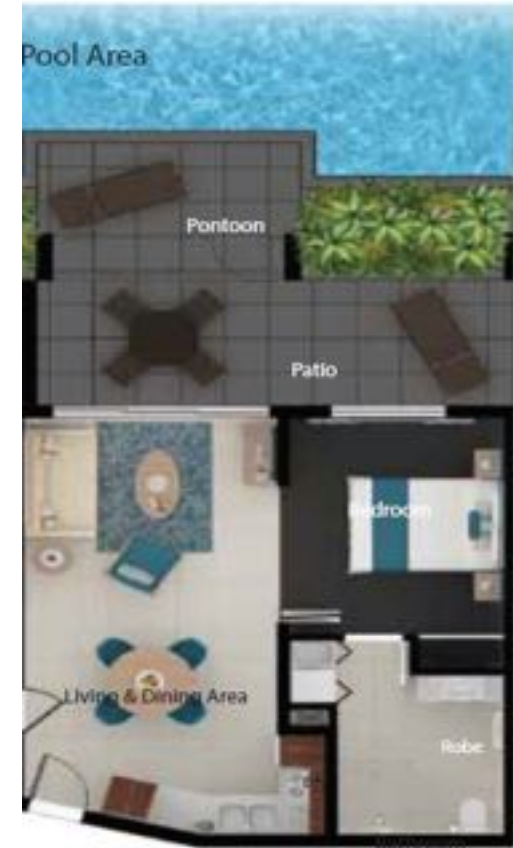 Pool Area
Pontoon
Patio
Bedroom
Living & Dining Area
Robe